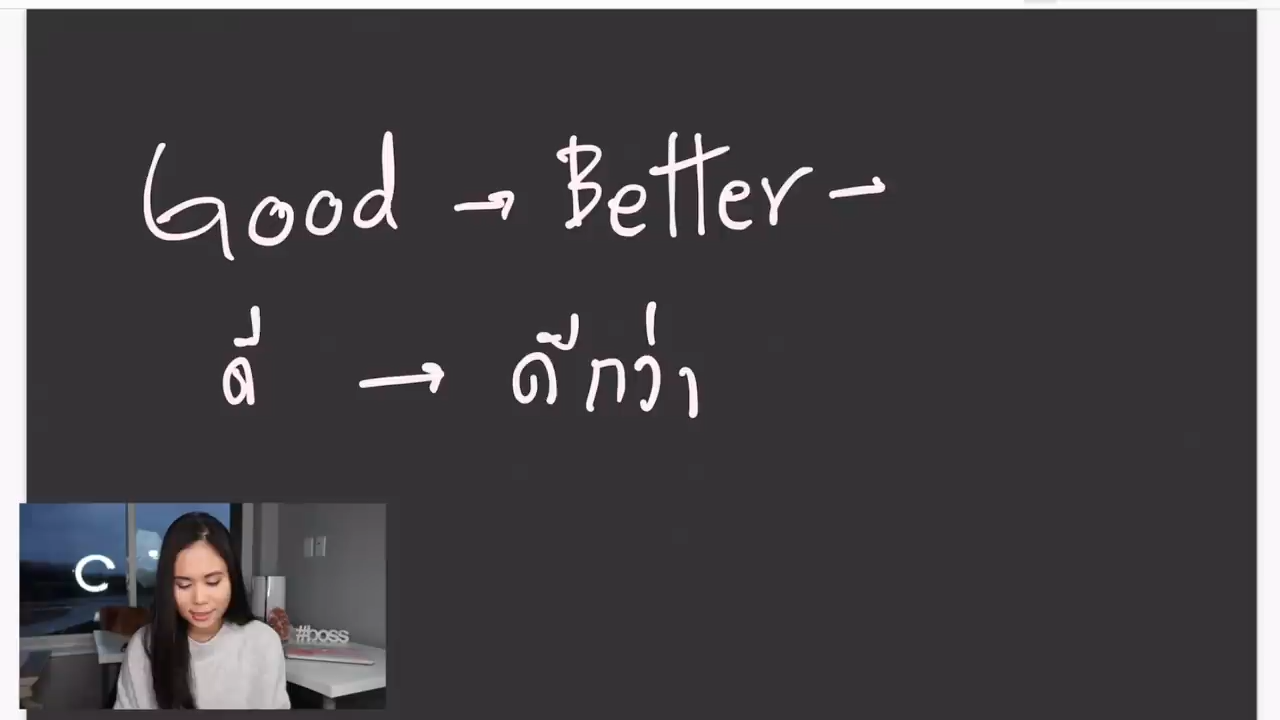 Good → Better →
ดี → ดีกว่า
#boss